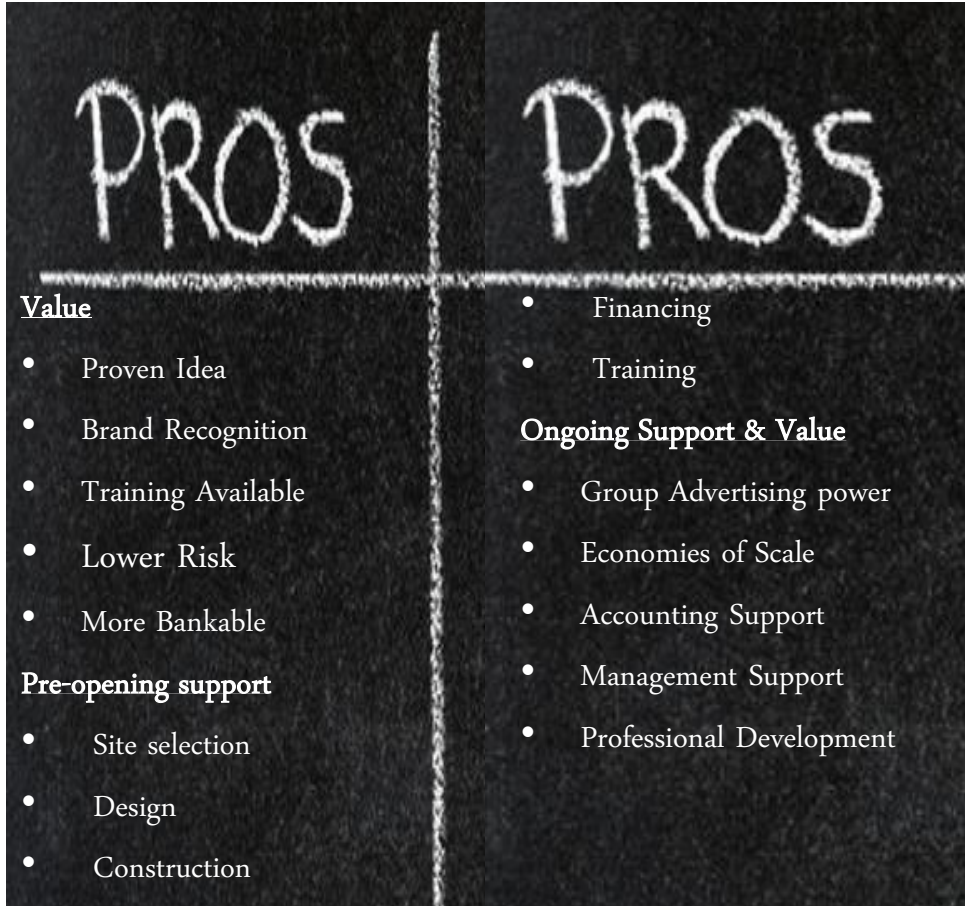 PROS
Value
• Proven Idea
• Brand Recognition
• Training Available
• Lower Risk
• More Bankable
Pre-opening support
• Site selection
• Design
• Construction
PROS
• Financing
• Training
Ongoing Support & Value
• Group Advertising power
• Economies of Scale
• Accounting Support
• Management Support
• Professional Development